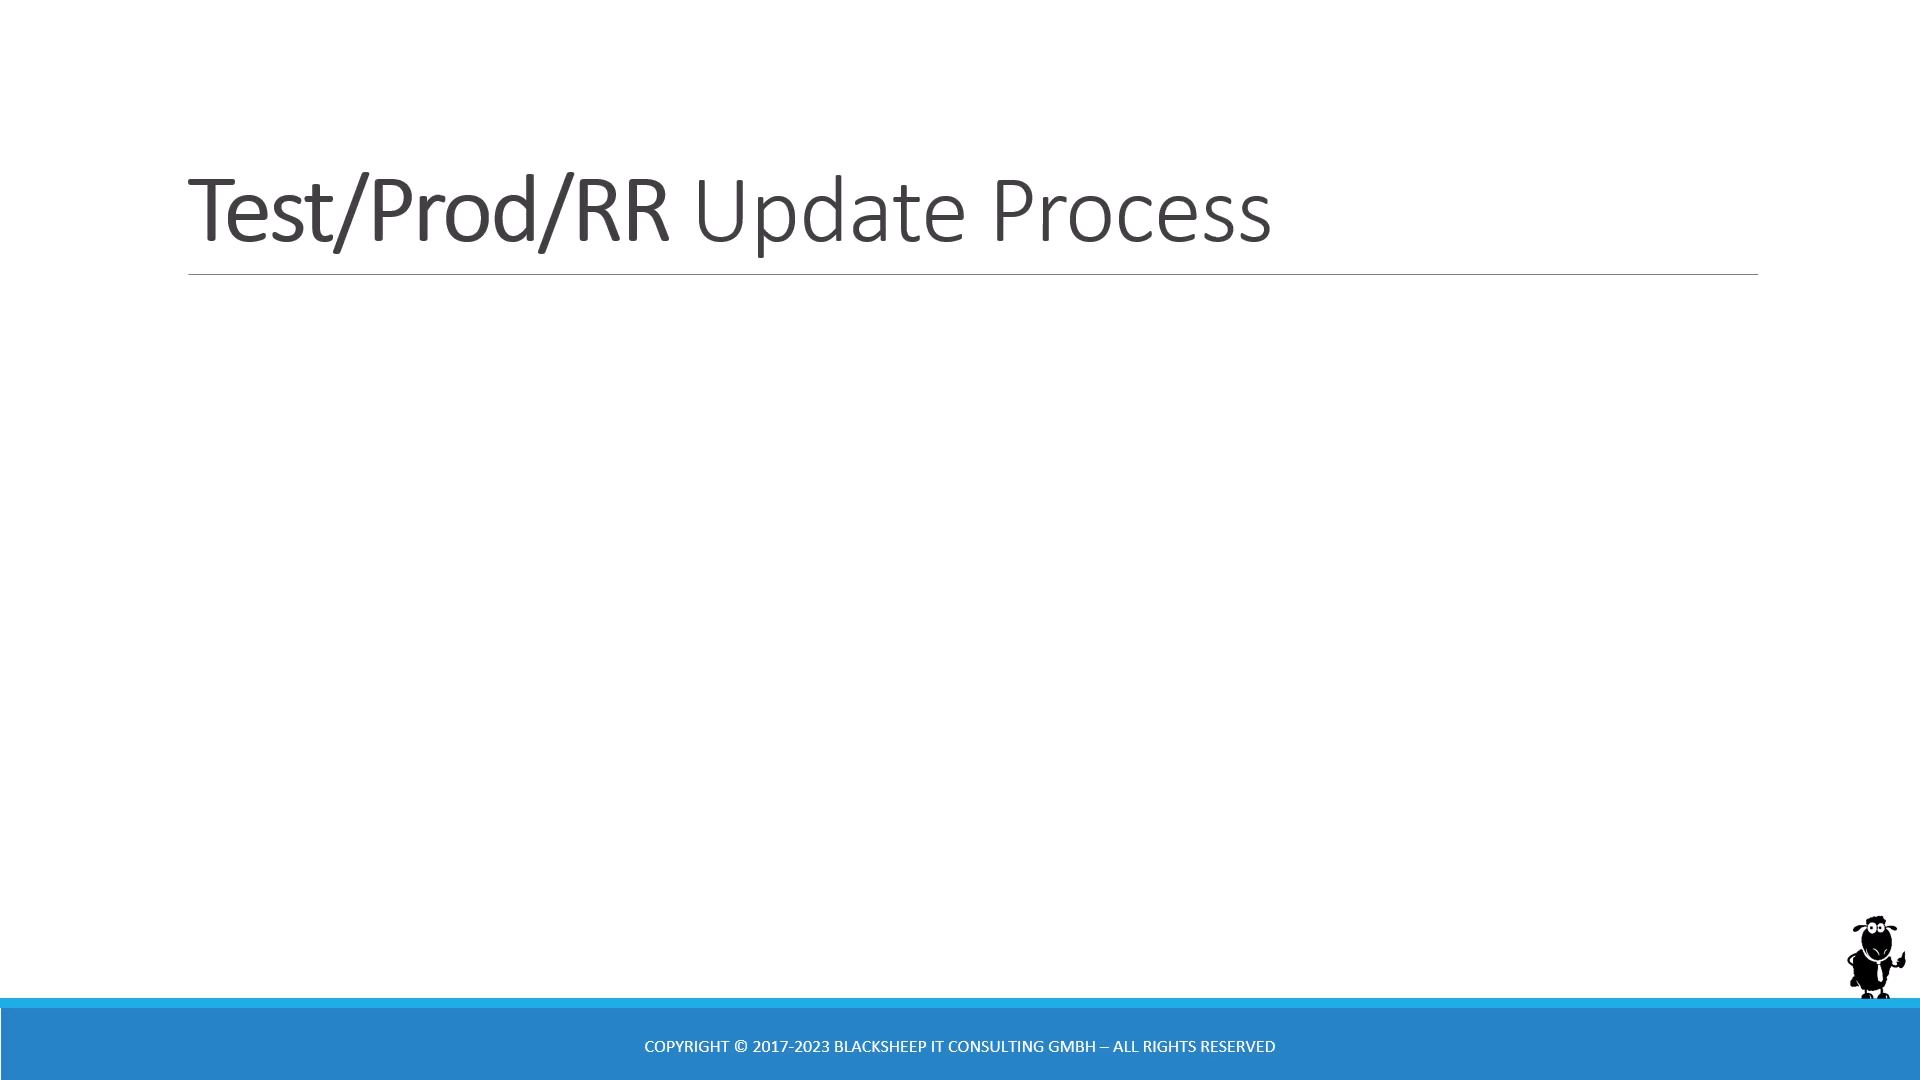 Test/Prod/RR Update Process
COPYRIGHT © 2017-2023 BLACKSHEEP IT CONSULTING GMBH – ALL RIGHTS RESERVED